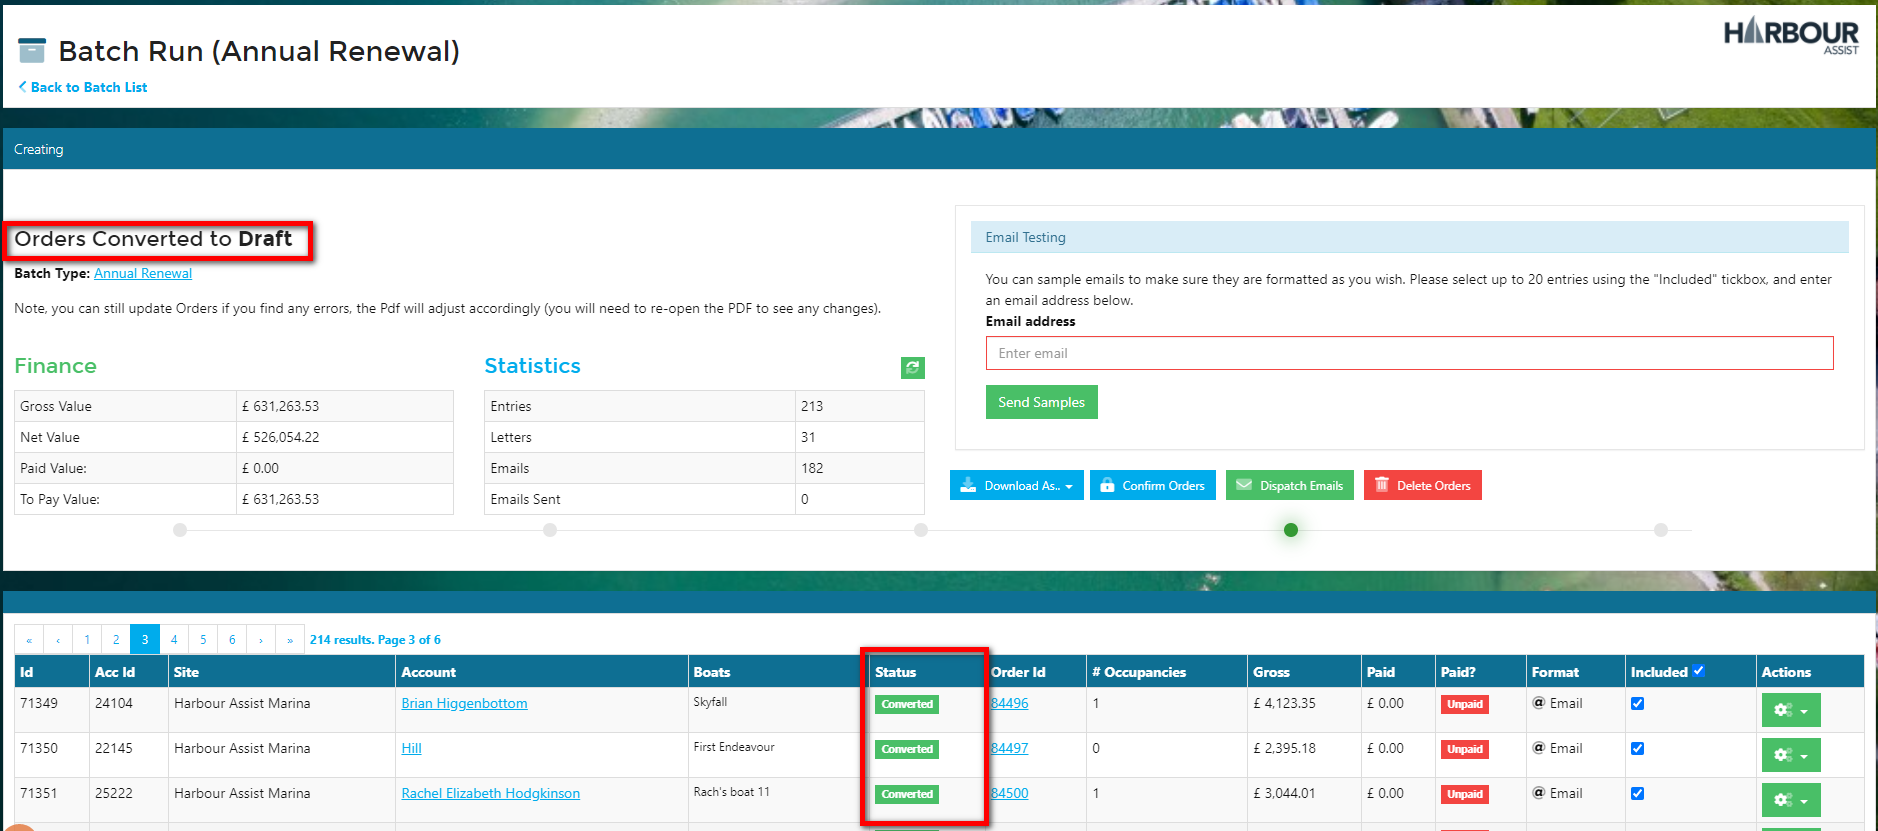 Batch Run (Annual Renewal)
HARBOUR
ASSIST
Back to Batch List
Creating
Orders Converted to Draft
Batch Type: Annual Renewal
Note, you can still update Orders if you find any errors, the Pdf will adjust accordingly (you will need to re-open the PDF to see any changes).
Email Testing
You can sample emails to make sure they are formatted as you wish. Please select up to 20 entries using the "Included" tickbox, and enter
an email address below.
Email address
Enter email
Send Samples
Finance
Gross Value £ 631,263.53
Net Value £ 526,054.22
Paid Value: £ 0.00
To Pay Value: £ 631,263.53
Statistics
Entries 213
Letters 31
Emails 182
Emails Sent 0
Download As.. Confirm Orders Dispatch Emails Delete Orders
« ‹ 1 2 3 4 5 6 › » 214 results. Page 3 of 6
Id Acc Id Site Account Boats Status Order Id # Occupancies Gross Paid Paid? Format Included Actions
71349 24104 Harbour Assist Marina Brian Higgenbottom Skyfall Converted 84496 1 £ 4,123.35 £ 0.00 Unpaid @ Email
71350 22145 Harbour Assist Marina Hill First Endeavour Converted 84497 0 £ 2,395.18 £ 0.00 Unpaid @ Email
71351 25222 Harbour Assist Marina Rachel Elizabeth Hodgkinson Rach's boat 11 Converted 84500 1 £ 3,044.01 £ 0.00 Unpaid @ Email